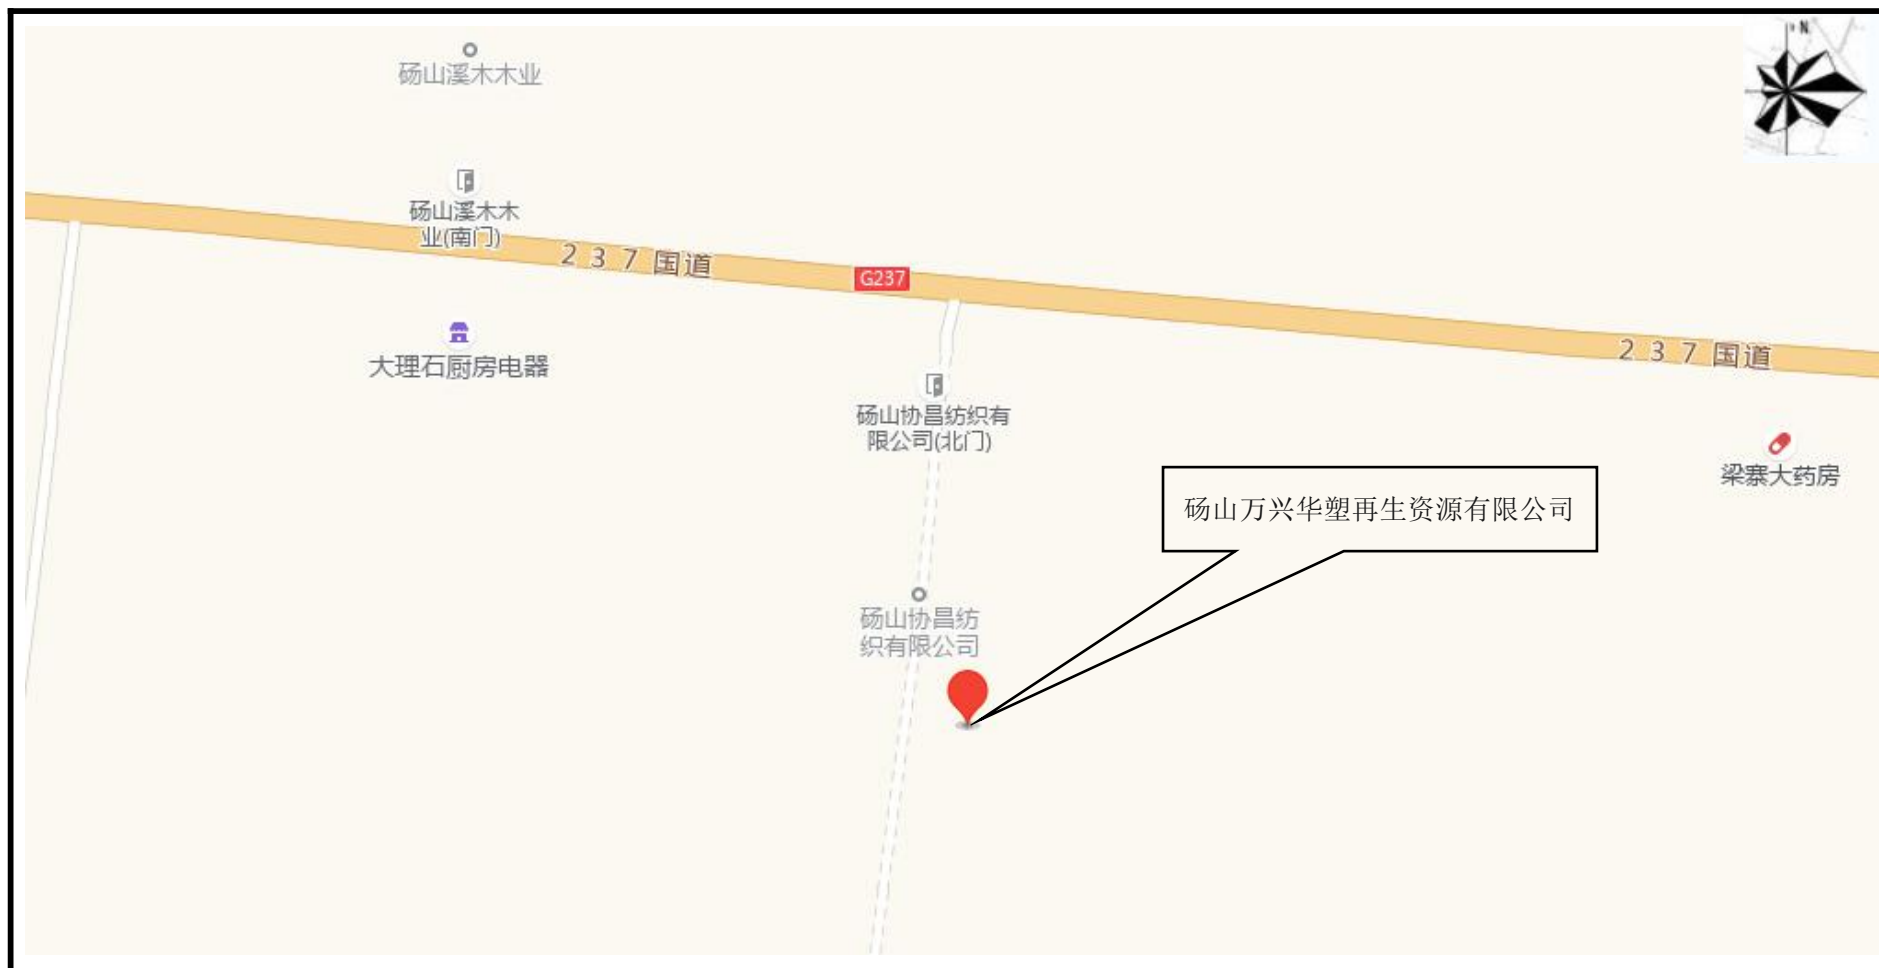 N
砀山溪木木业
砀山溪木木
业(南门)
237国道
G237
237国道
大理石厨房电器
砀山协昌纺织有
限公司(北门)
梁寨大药房
砀山万兴华塑再生资源有限公司
砀山协昌纺
织有限公司